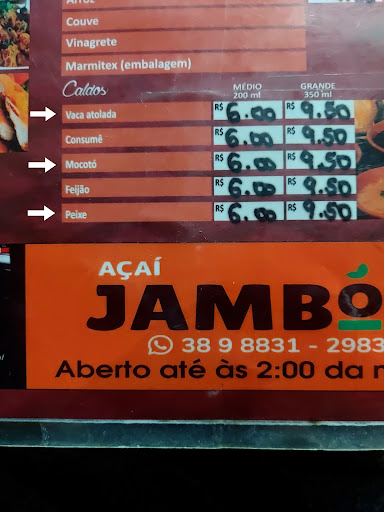 Couve
Vinagrete
Marmitex (embalagem)
Caldos
MÉDIO GRANDE
200 ml 350 ml
Vaca atolada R$ 6.00 R$ 9.50
Consumê R$ 6.00 R$ 9.50
Mocotó R$ 6.00 R$ 9.50
Feijão R$ 6.00 R$ 9.50
Peixe R$ 6.00 R$ 9.50
AÇAÍ
JAMBO
38 9 8831 - 2983
Aberto até às 2:00 da